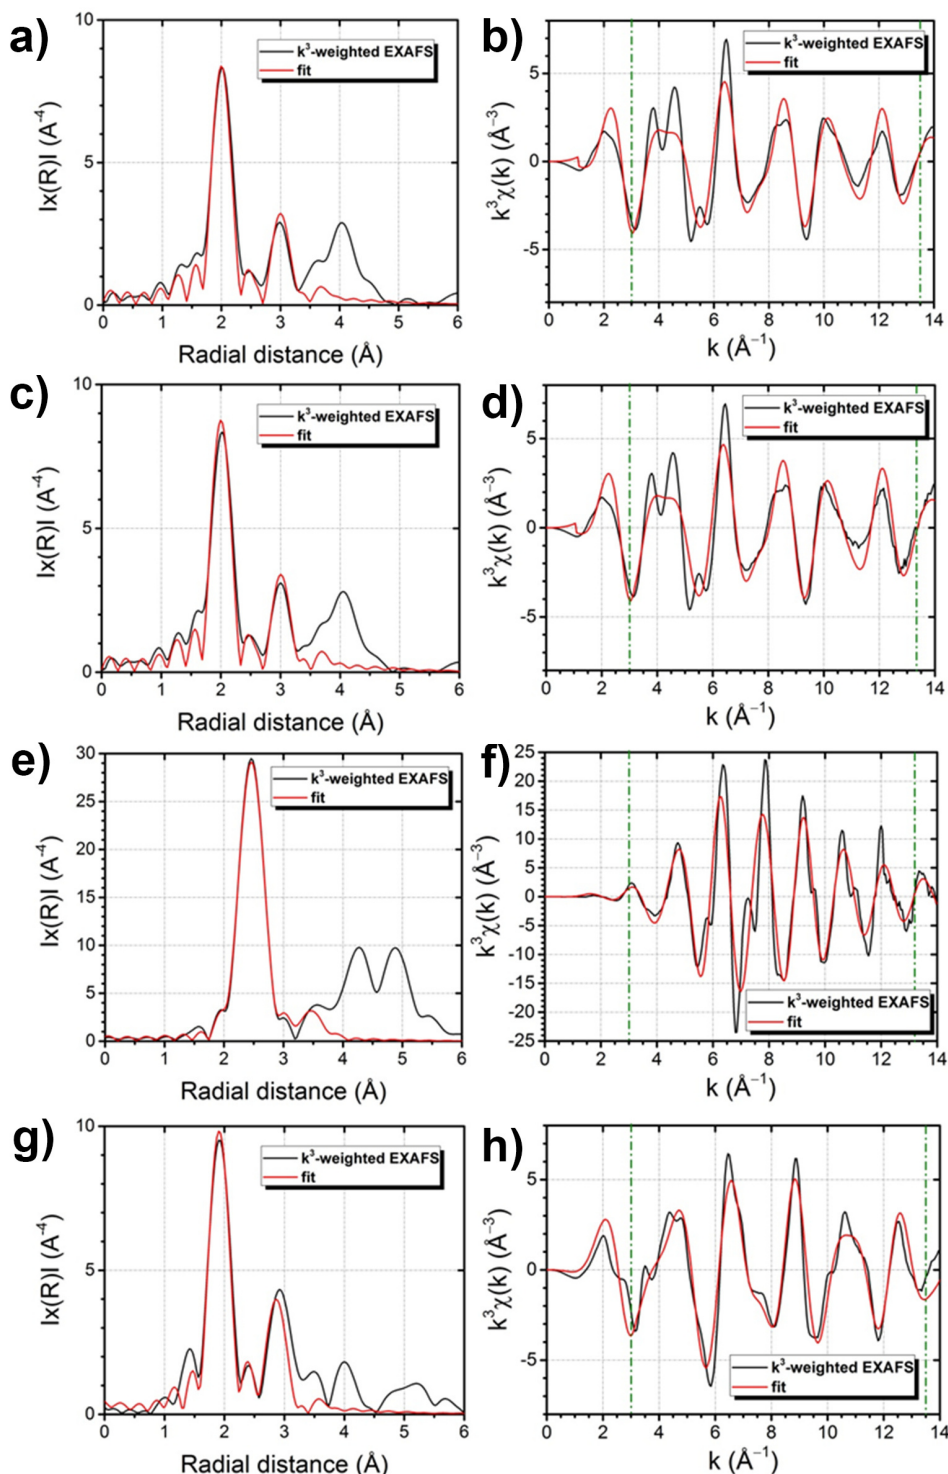 a)
10
5
0
k³-weighted EXAFS
fit
Iχ(R)I (A⁻⁴)
0 1 2 3 4 5 6
Radial distance (Å)
b)
5
0
-5
k³-weighted EXAFS
fit
k³χ(k) (Å⁻³)
0 2 4 6 8 10 12 14
k (Å⁻¹)
c)
10
5
0
k³-weighted EXAFS
fit
Iχ(R)I (A⁻⁴)
0 1 2 3 4 5 6
Radial distance (Å)
d)
5
0
-5
k³-weighted EXAFS
fit
k³χ(k) (Å⁻³)
0 2 4 6 8 10 12 14
k (Å⁻¹)
e)
30
25
20
15
10
5
0
k³-weighted EXAFS
fit
Iχ(R)I (A⁻⁴)
0 1 2 3 4 5 6
Radial distance (Å)
f)
25
20
15
10
5
0
-5
-10
-15
-20
-25
k³-weighted EXAFS
fit
k³χ(k) (Å⁻³)
0 2 4 6 8 10 12 14
k (Å⁻¹)
g)
10
5
0
k³-weighted EXAFS
fit
Iχ(R)I (A⁻⁴)
0 1 2 3 4 5 6
Radial distance (Å)
h)
5
0
-5
k³-weighted EXAFS
fit
k³χ(k) (Å⁻³)
0 2 4 6 8 10 12 14
k (Å⁻¹)